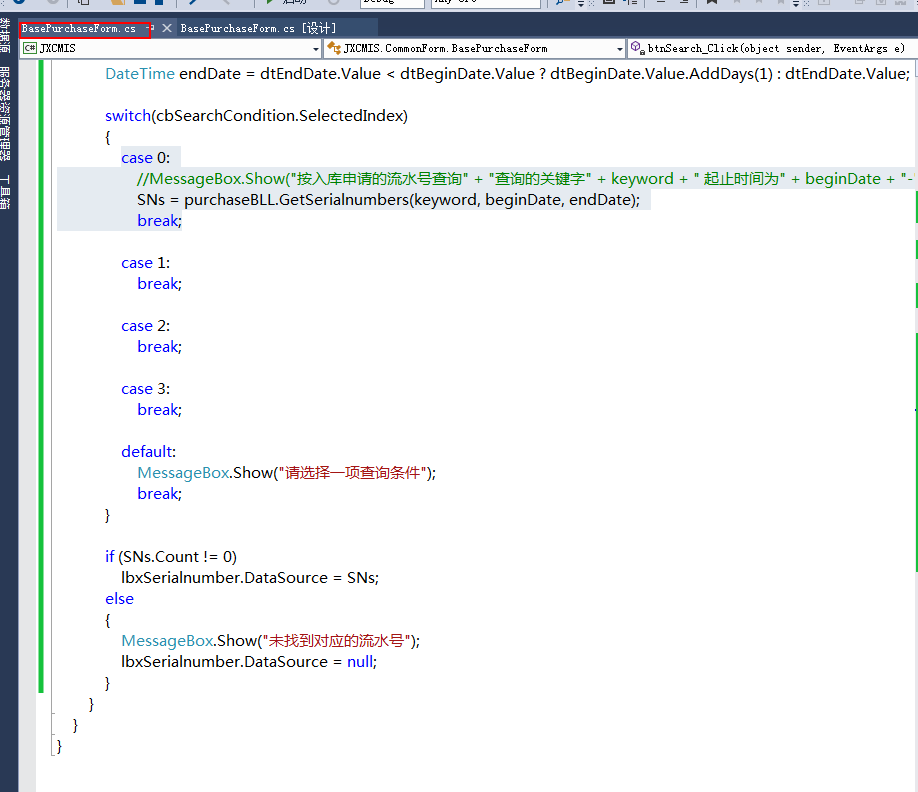 BasePurchaseForm.cs
BasePurchaseForm.cs [设计]
JXCMIS
JXCMIS.CommonForm.BasePurchaseForm
btnSearch_Click(object sender, EventArgs e)
服务器资源管理器
工具箱
DateTime endDate = dtEndDate.Value < dtBeginDate.Value ? dtBeginDate.Value.AddDays(1) : dtEndDate.Value;
switch(cbSearchCondition.SelectedIndex)
{
case 0:
//MessageBox.Show("按入库申请的流水号查询" + "查询的关键字" + keyword + " 起止时间为" + beginDate + "-
SNs = purchaseBLL.GetSerialnumbers(keyword, beginDate, endDate);
break;
case 1:
break;
case 2:
break;
case 3:
break;
default:
MessageBox.Show("请选择一项查询条件");
break;
}
if (SNs.Count != 0)
lbxSerialnumber.DataSource = SNs;
else
{
MessageBox.Show("未找到对应的流水号");
lbxSerialnumber.DataSource = null;
}
}
}
}